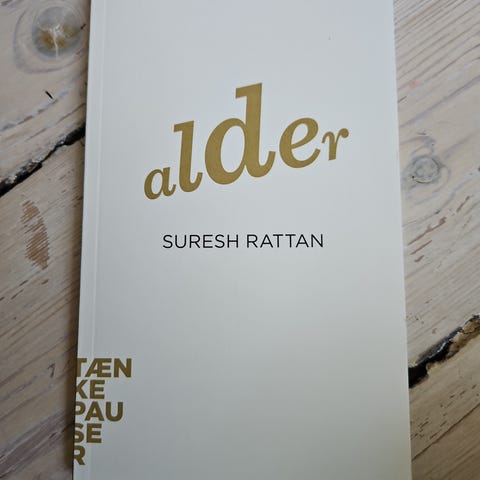 alder
SURESH RATTAN
TÆN
KE
PAU
SE
R